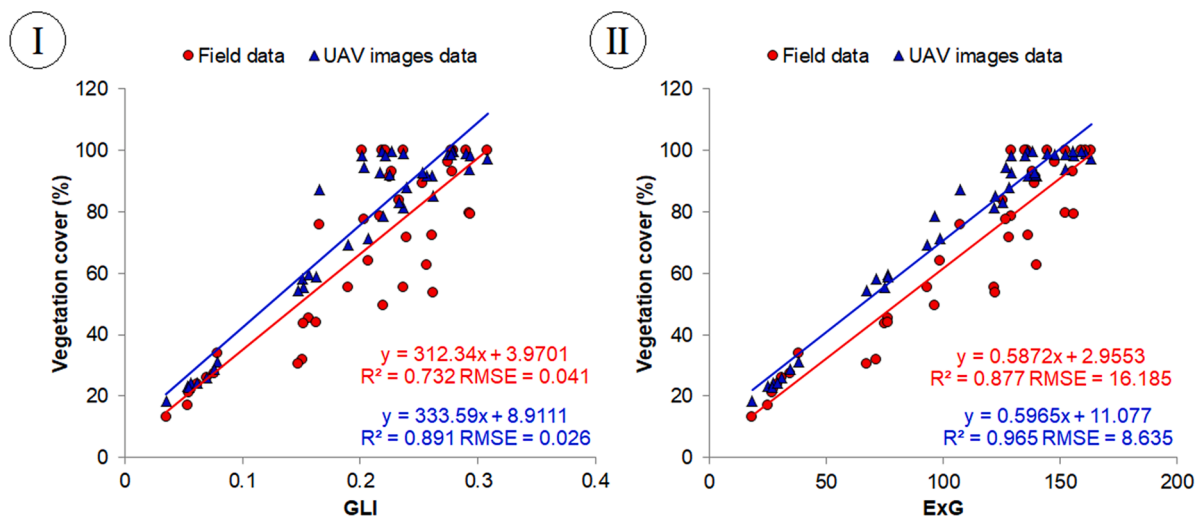 I
Field data
UAV images data
Vegetation cover (%)
120
100
80
60
40
20
0
y = 312.34x + 3.9701
R² = 0.732 RMSE = 0.041
y = 333.59x + 8.9111
R² = 0.891 RMSE = 0.026
0
0.1
0.2
0.3
0.4
GLI
II
Field data
UAV images data
Vegetation cover (%)
120
100
80
60
40
20
0
y = 0.5872x + 2.9553
R² = 0.877 RMSE = 16.185
y = 0.5965x + 11.077
R² = 0.965 RMSE = 8.635
0
50
100
150
200
ExG